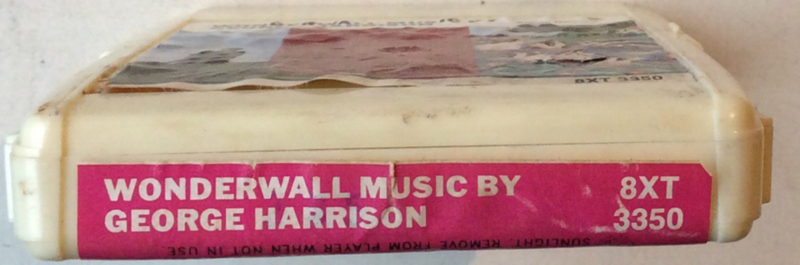 8XT 3350
WONDERWALL MUSIC BY 8XT
GEORGE HARRISON 3350
SUNLIGHT. REMOVE FROM PLAYER WHEN NOT IN USE.